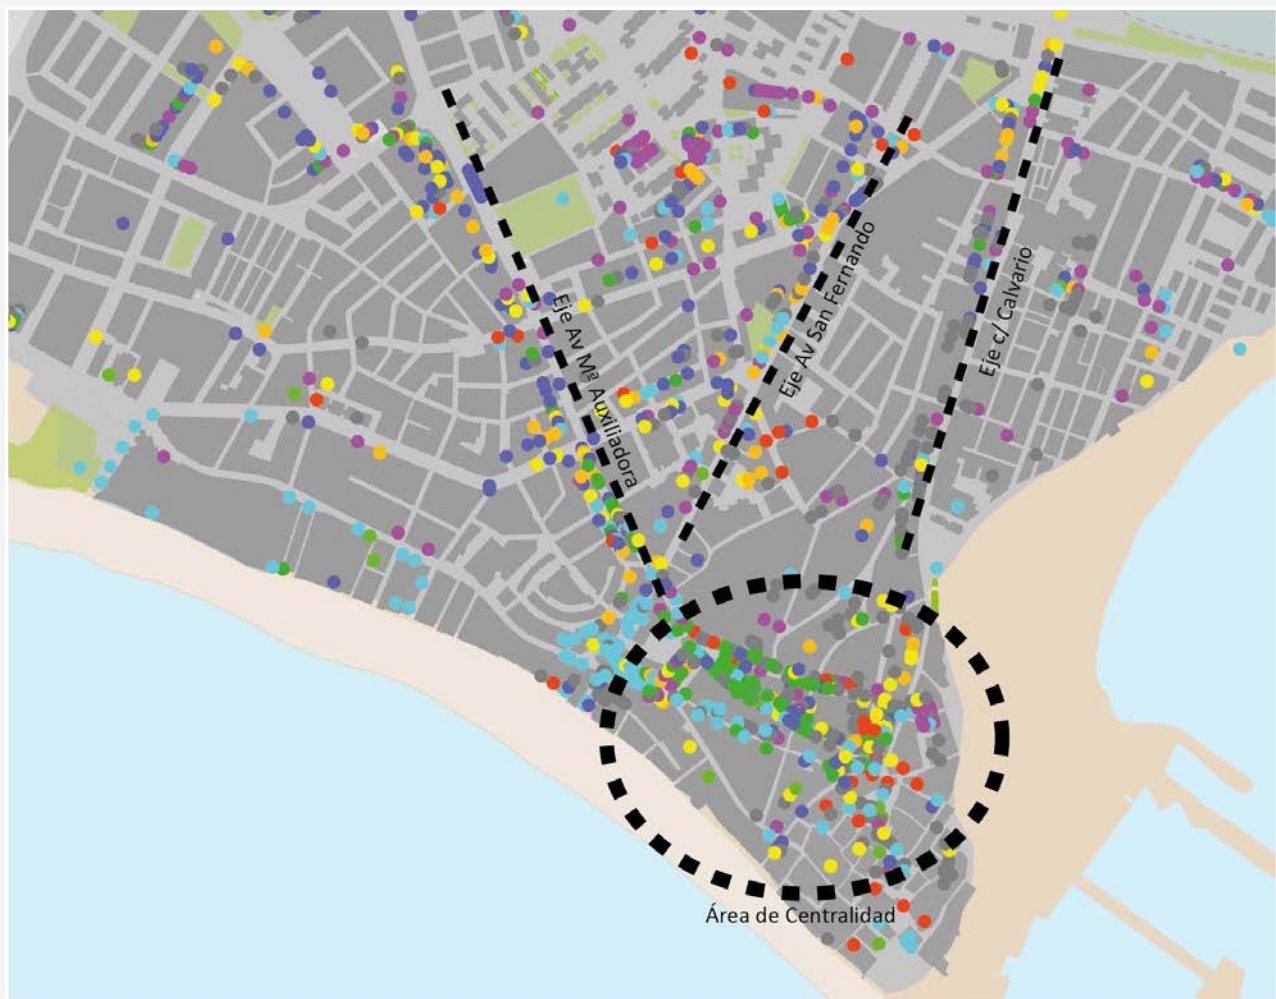 Eje Av Mª Auxiliadora
Eje Av San Fernando
Eje c/ Calvario
Área de Centralidad